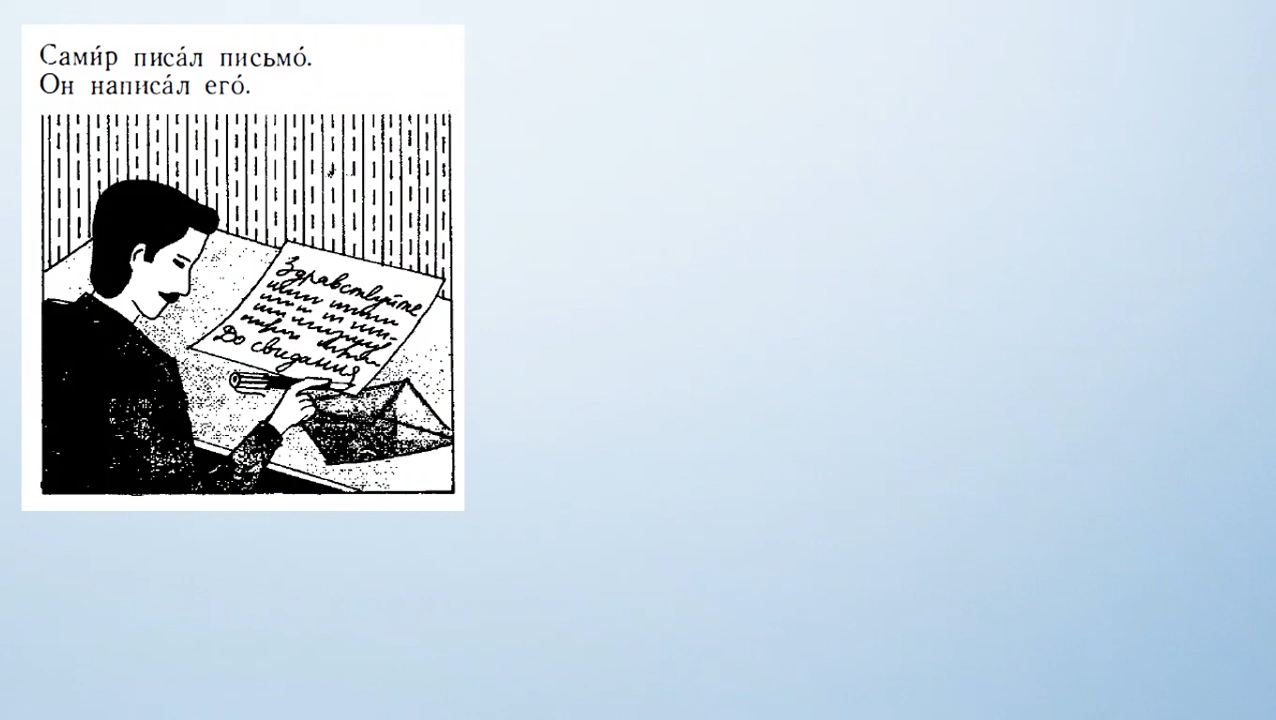 Сами́р писа́л письмо́.
Он написа́л его́.
Здравствуйте
До свидания